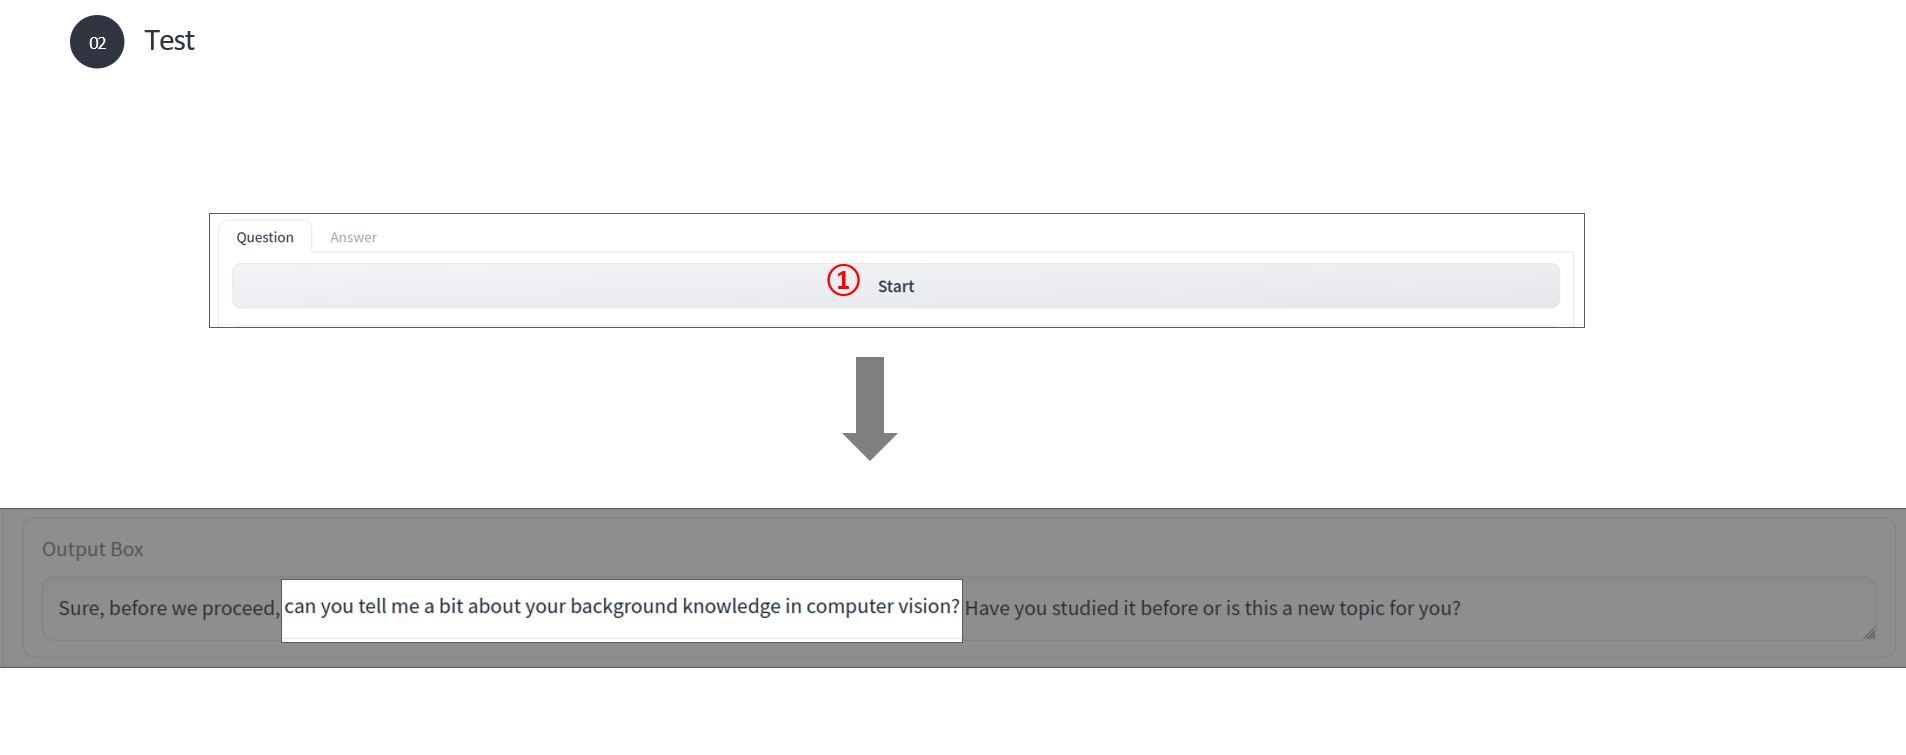 02
Test
Question
Answer
① Start
Output Box
Sure, before we proceed, can you tell me a bit about your background knowledge in computer vision? Have you studied it before or is this a new topic for you?